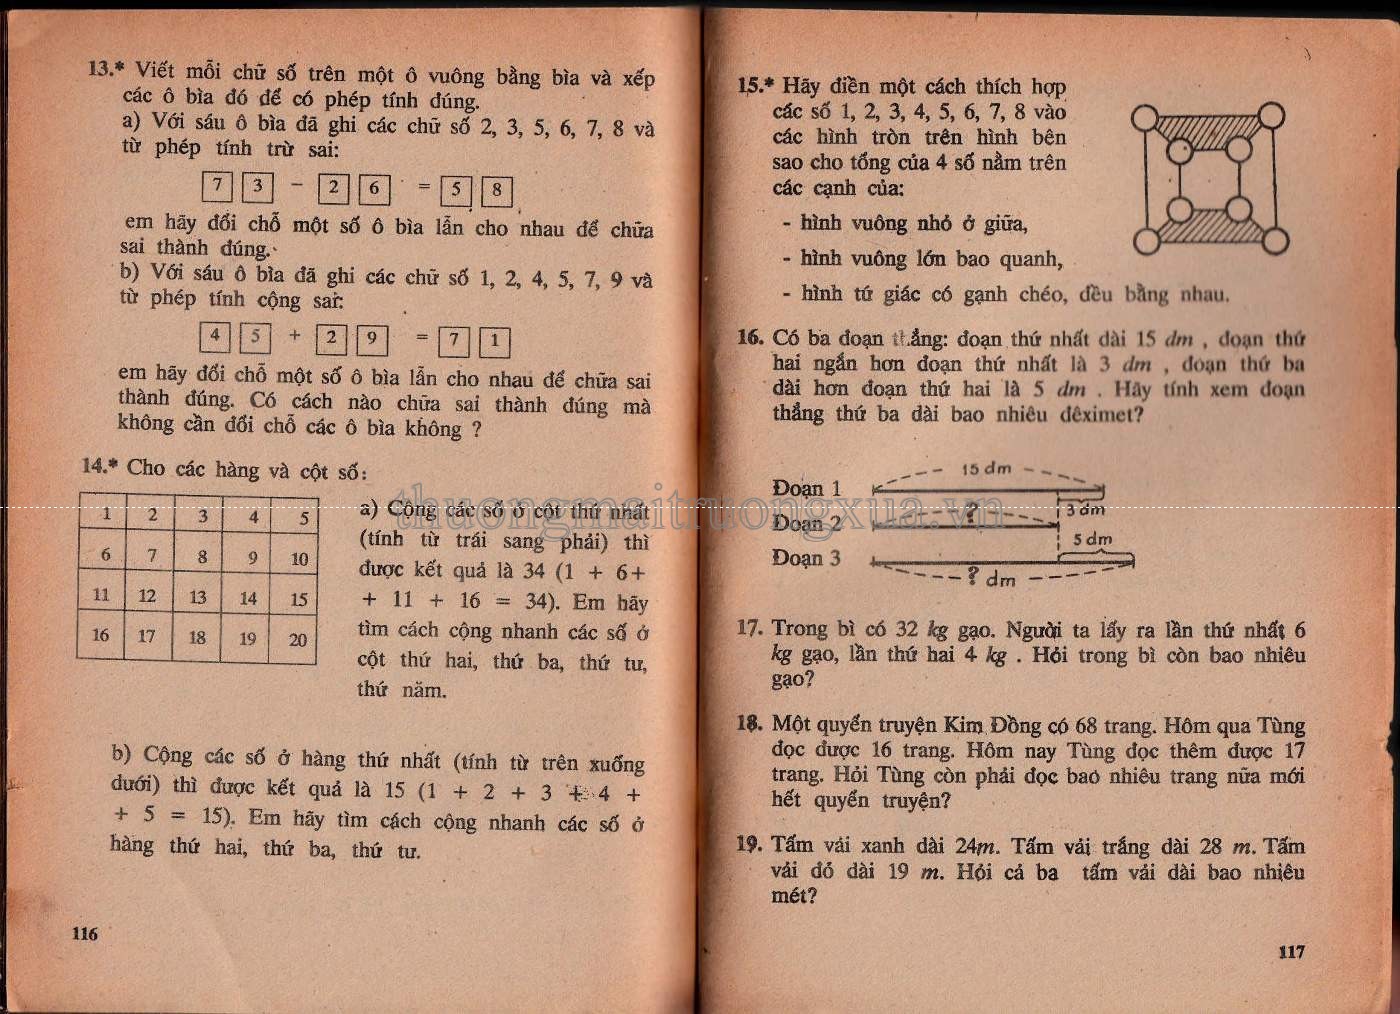 13.* Viết mỗi chữ số trên một ô vuông bằng bìa và xếp
các ô bìa đó để có phép tính đúng.
a) Với sáu ô bìa đã ghi các chữ số 2, 3, 5, 6, 7, 8 và
từ phép tính trừ sai:
7 3 - 2 6 = 5 8
em hãy đổi chỗ một số ô bìa lẫn cho nhau để chữa
sai thành đúng.
b) Với sáu ô bìa đã ghi các chữ số 1, 2, 4, 5, 7, 9 và
từ phép tính cộng sai:
4 5 + 2 9 = 7 1
em hãy đổi chỗ một số ô bìa lẫn cho nhau để chữa sai
thành đúng. Có cách nào chữa sai thành đúng mà
không cần đổi chỗ các ô bìa không ?
14.* Cho các hàng và cột số:
1 2 3 4 5
6 7 8 9 10
11 12 13 14 15
16 17 18 19 20
a) Cộng các số ở cột thứ nhất
(tính từ trái sang phải) thì
được kết quả là 34 (1 + 6+
+ 11 + 16 = 34). Em hãy
tìm cách cộng nhanh các số ở
cột thứ hai, thứ ba, thứ tư,
thứ năm.
b) Cộng các số ở hàng thứ nhất (tính từ trên xuống
dưới) thì được kết quả là 15 (1 + 2 + 3 + 4 +
+ 5 = 15). Em hãy tìm cách cộng nhanh các số ở
hàng thứ hai, thứ ba, thứ tư.
116
15.* Hãy điền một cách thích hợp
các số 1, 2, 3, 4, 5, 6, 7, 8 vào
các hình tròn trên hình bên
sao cho tổng của 4 số nằm trên
các cạnh của:
- hình vuông nhỏ ở giữa,
- hình vuông lớn bao quanh,
- hình tứ giác có gạnh chéo, đều bằng nhau.
16. Có ba đoạn thẳng: đoạn thứ nhất dài 15 dm , đoạn thứ
hai ngắn hơn đoạn thứ nhất là 3 dm , đoạn thứ ba
dài hơn đoạn thứ hai là 5 dm . Hãy tính xem đoạn
thẳng thứ ba dài bao nhiêu đêximet?
15 dm
Đoạn 1
3 dm
Đoạn 2 ?
5 dm
Đoạn 3
? dm
thuongmaitruongxua.vn
17. Trong bì có 32 kg gạo. Người ta lấy ra lần thứ nhất 6
kg gạo, lần thứ hai 4 kg . Hỏi trong bì còn bao nhiêu
gạo?
18. Một quyển truyện Kim Đồng có 68 trang. Hôm qua Tùng
đọc được 16 trang. Hôm nay Tùng đọc thêm được 17
trang. Hỏi Tùng còn phải đọc bao nhiêu trang nữa mới
hết quyển truyện?
19. Tấm vải xanh dài 24m. Tấm vải trắng dài 28 m. Tấm
vải đỏ dài 19 m. Hỏi cả ba tấm vải dài bao nhiêu
mét?
117